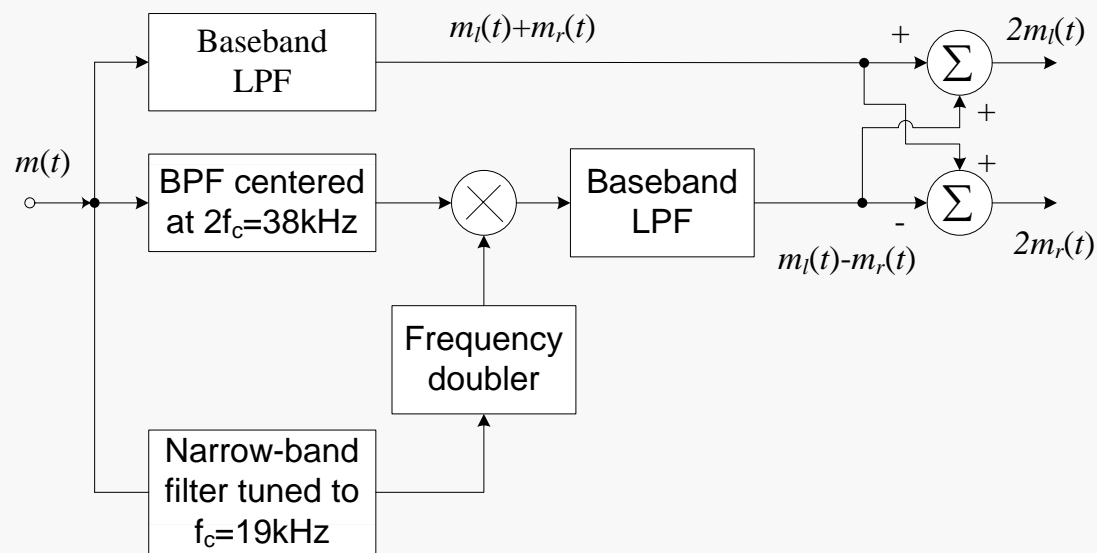 Baseband
LPF
m_l(t)+m_r(t)
+
Σ
2m_l(t)
+
m(t)
BPF centered
at 2f_c=38kHz
Baseband
LPF
+
Σ
-
2m_r(t)
m_l(t)-m_r(t)
Frequency
doubler
Narrow-band
filter tuned to
f_c=19kHz